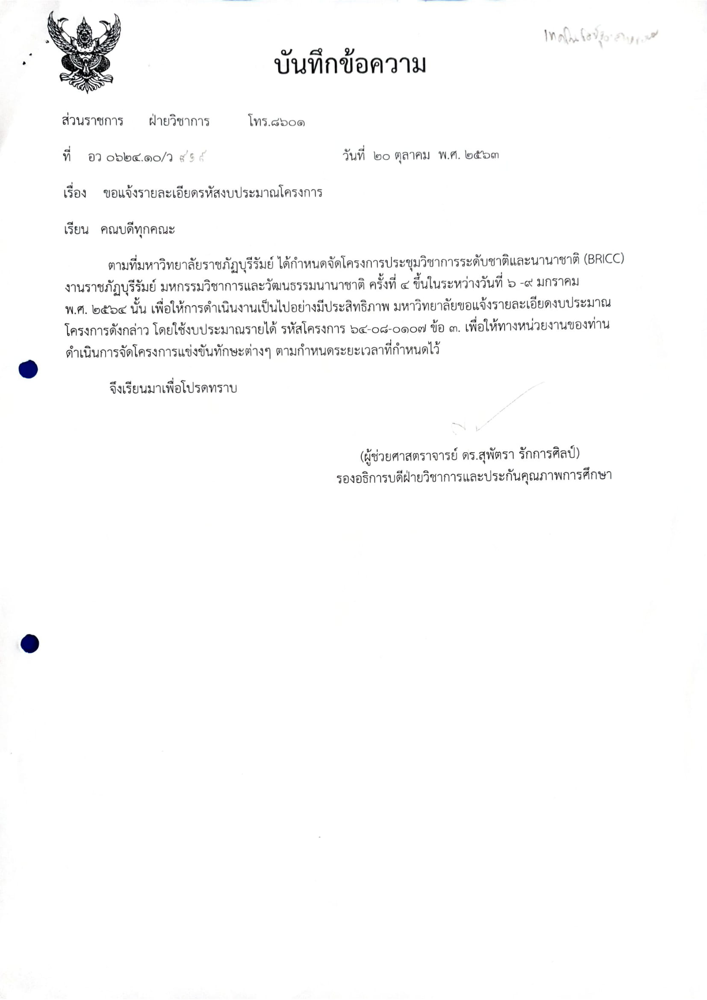 บันทึกข้อความ
ส่วนราชการ ฝ่ายวิชาการ โทร.๘๖๐๑
ที่ อว ๐๖๒๔.๑๐/ว
วันที่ ๒๐ ตุลาคม พ.ศ. ๒๕๖๓
เรื่อง ขอแจ้งรายละเอียดรหัสงบประมาณโครงการ
เรียน คณบดีทุกคณะ
ตามที่มหาวิทยาลัยราชภัฏบุรีรัมย์ ได้กำหนดจัดโครงการประชุมวิชาการระดับชาติและนานาชาติ (BRICC)
งานราชภัฏบุรีรัมย์ มหกรรมวิชาการและวัฒนธรรมนานาชาติ ครั้งที่ ๔ ขึ้นในระหว่างวันที่ ๖ -๙ มกราคม
พ.ศ. ๒๕๖๔ นั้น เพื่อให้การดำเนินงานเป็นไปอย่างมีประสิทธิภาพ มหาวิทยาลัยขอแจ้งรายละเอียดงบประมาณ
โครงการดังกล่าว โดยใช้งบประมาณรายได้ รหัสโครงการ ๖๔-๐๘-๐๑๐๗ ข้อ ๓. เพื่อให้ทางหน่วยงานของท่าน
ดำเนินการจัดโครงการแข่งขันทักษะต่างๆ ตามกำหนดระยะเวลาที่กำหนดไว้
จึงเรียนมาเพื่อโปรดทราบ
(ผู้ช่วยศาสตราจารย์ ดร.สุพัตรา รักการศิลป์)
รองอธิการบดีฝ่ายวิชาการและประกันคุณภาพการศึกษา